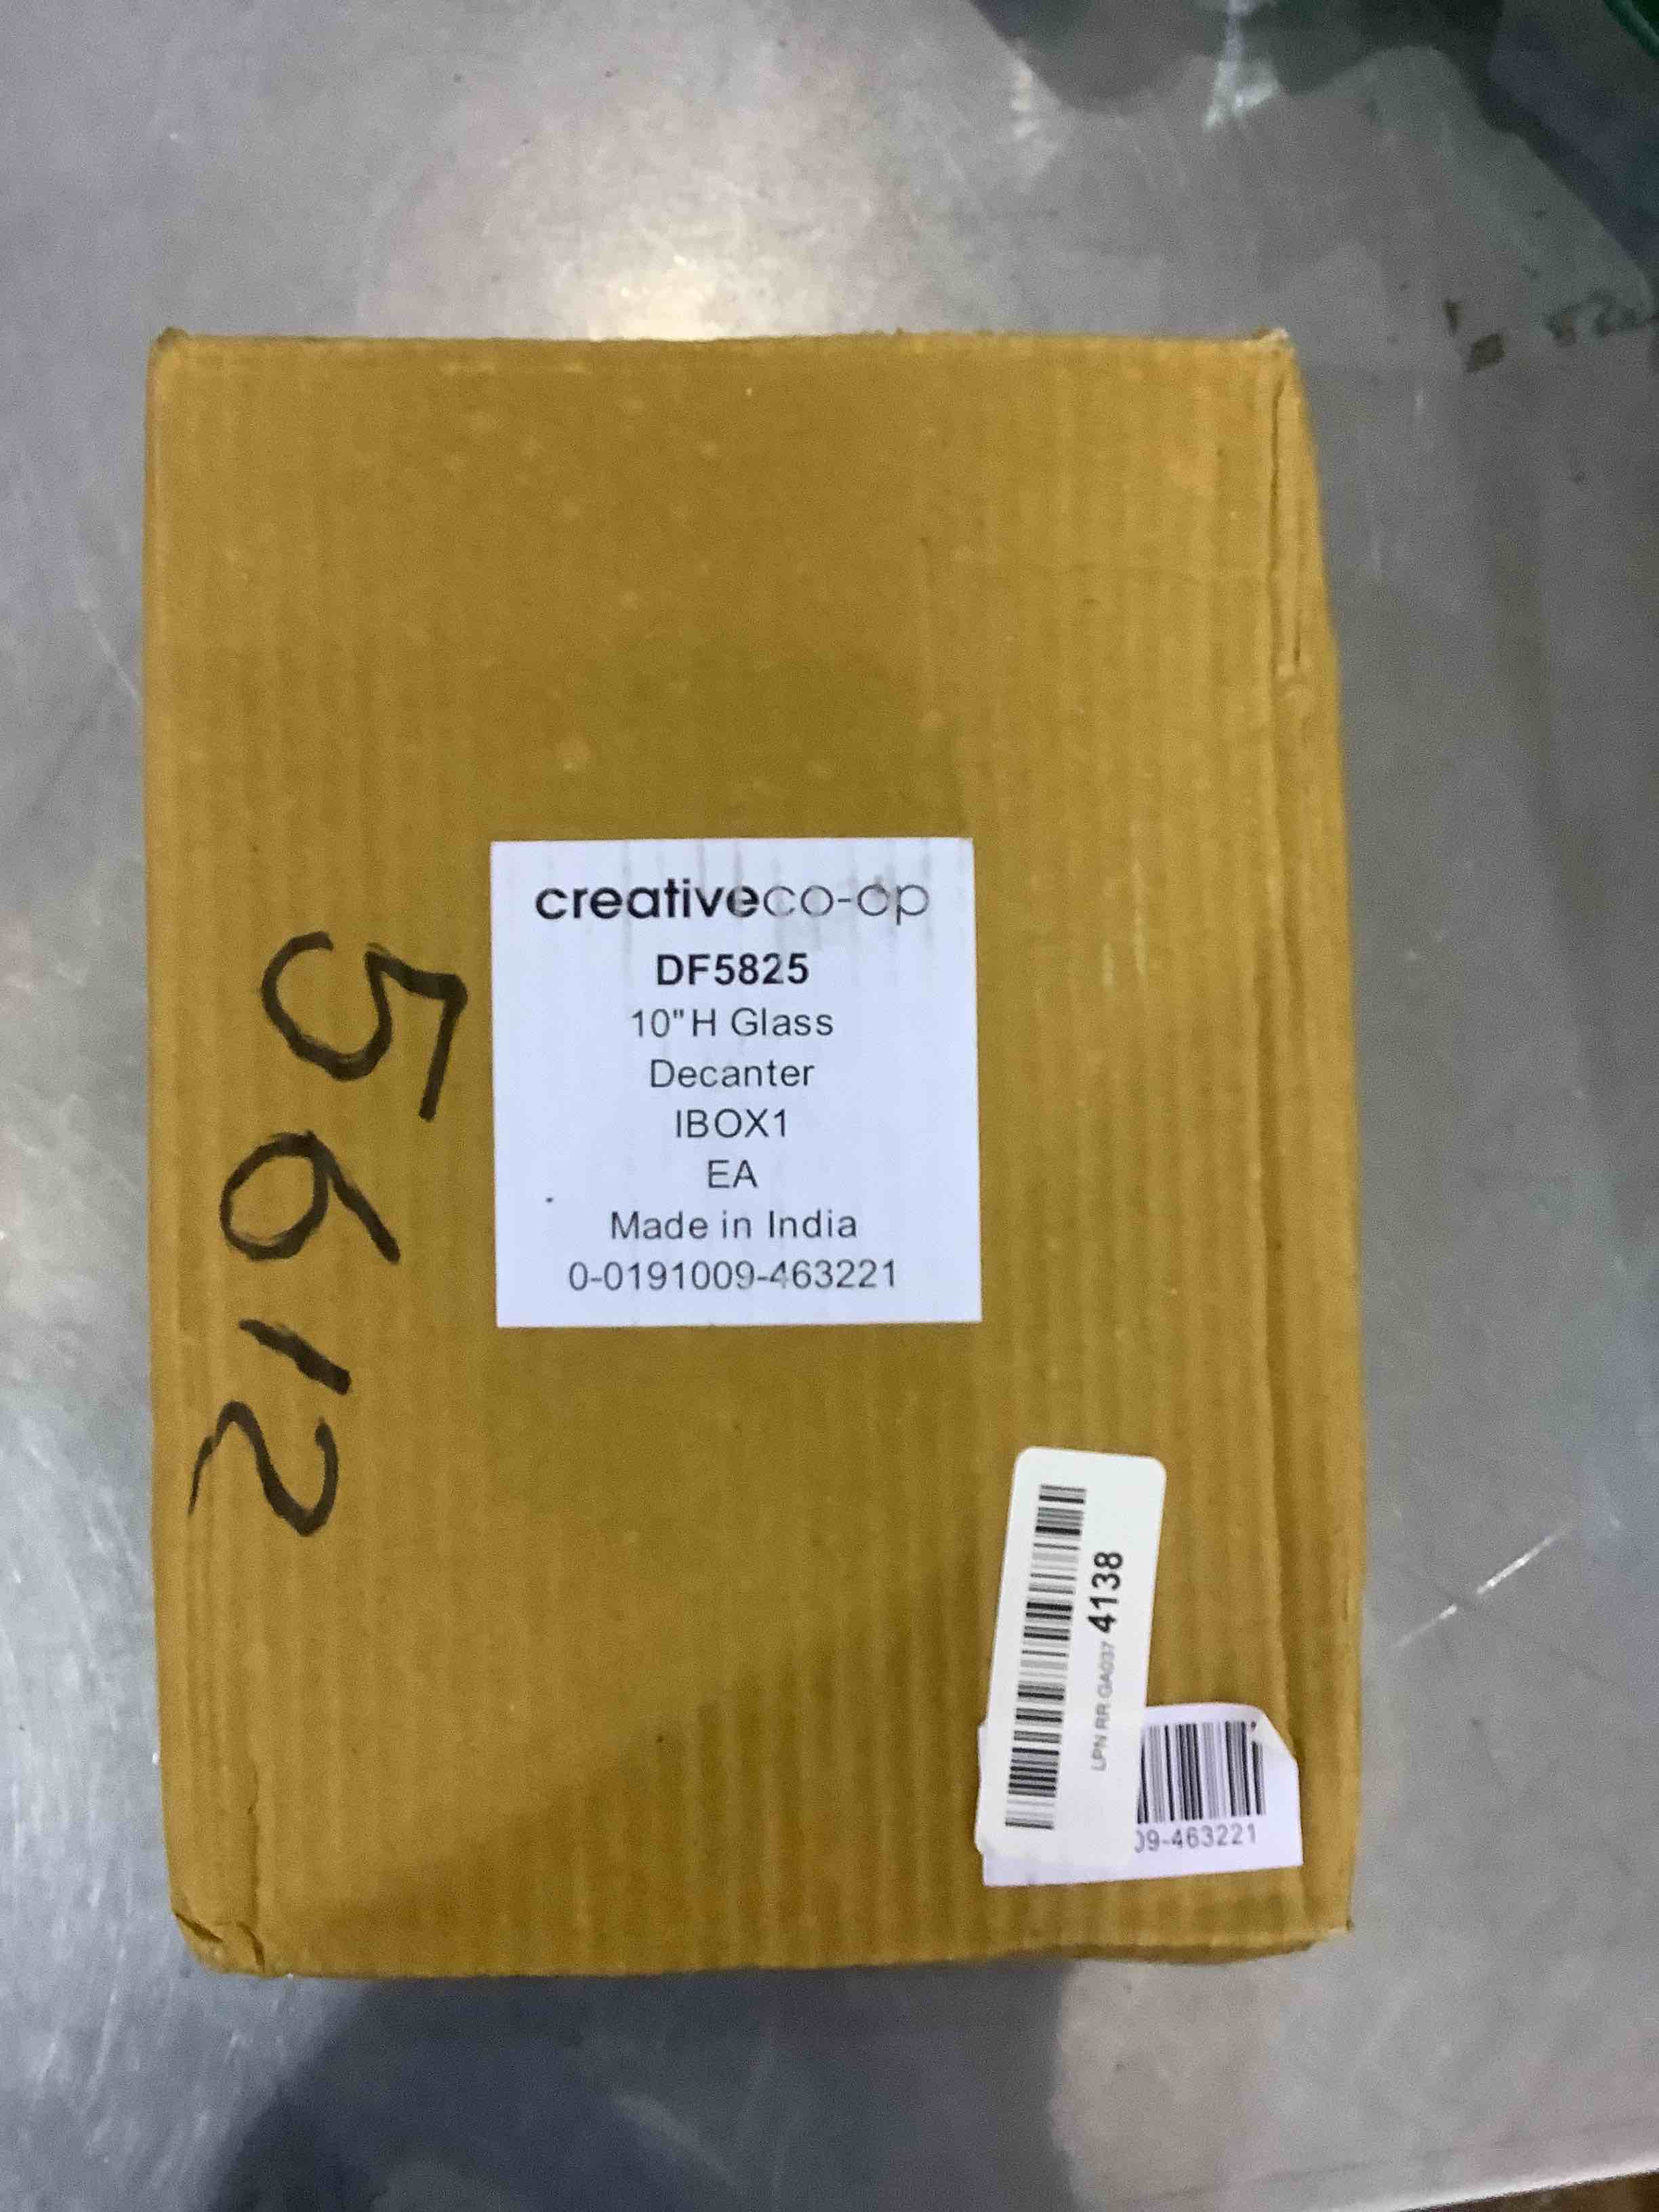 creativeco-op
DF5825
10"H Glass
Decanter
IBOX1
EA
Made in India
0-0191009-463221
5612
LPN RR GA037 4138
09-463221